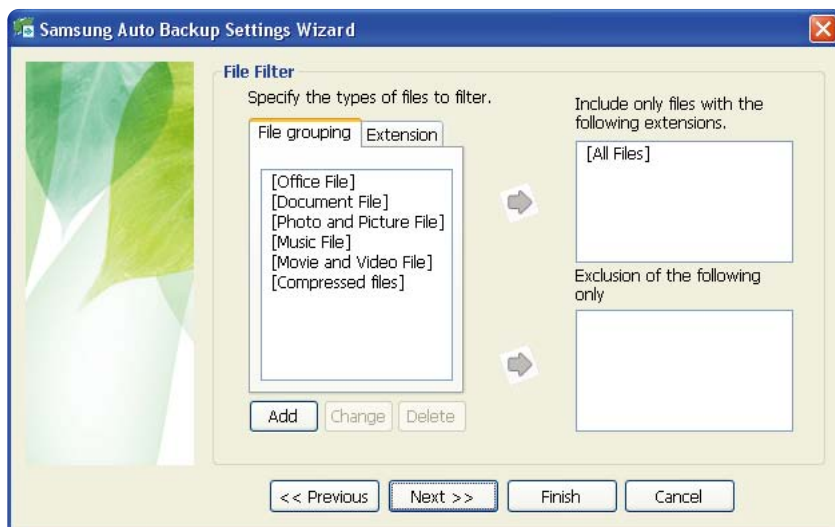 Samsung Auto Backup Settings Wizard
File Filter
Specify the types of files to filter.
File grouping
Extension
[Office File]
[Document File]
[Photo and Picture File]
[Music File]
[Movie and Video File]
[Compressed files]
Add
Change
Delete
Include only files with the
following extensions.
[All Files]
Exclusion of the following
only
<< Previous
Next >>
Finish
Cancel